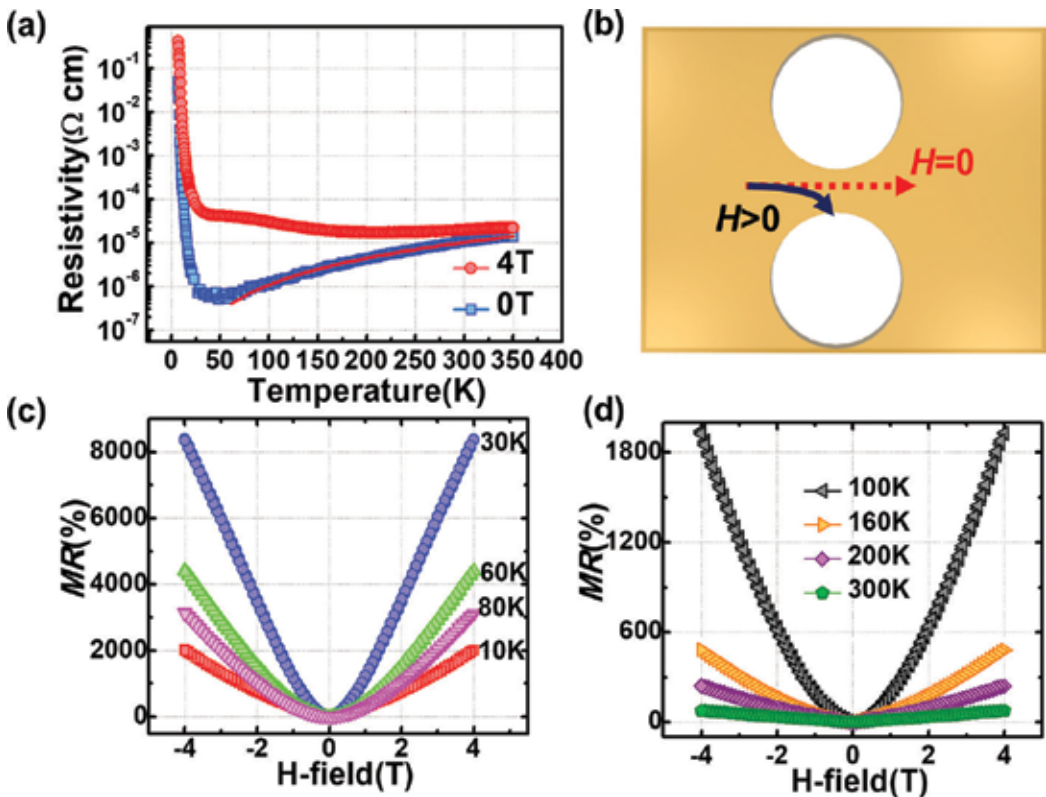 (a)
Resistivity(Ω cm)
10-1
10-2
10-3
10-4
10-5
10-6
10-7
4T
0T
0 50 100 150 200 250 300 350 400
Temperature(K)
(b)
H=0
H>0
(c)
MR(%)
8000
6000
4000
2000
0
30K
60K
80K
10K
-4 -2 0 2 4
H-field(T)
(d)
MR(%)
1800
1200
600
0
100K
160K
200K
300K
-4 -2 0 2 4
H-field(T)